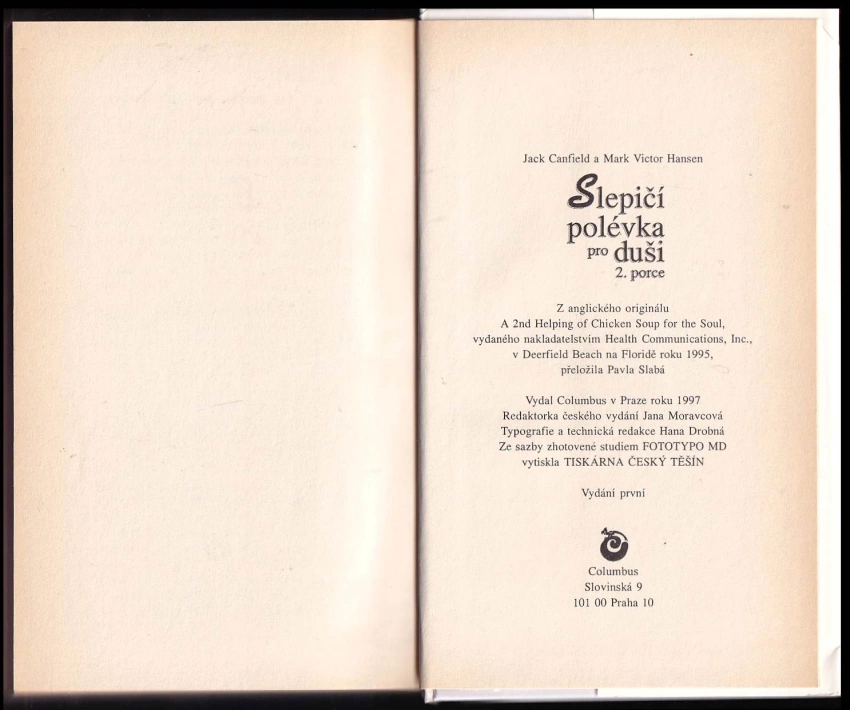 Jack Canfield a Mark Victor Hansen
Slepičí
polévka
pro duši
2. porce
Z anglického originálu
A 2nd Helping of Chicken Soup for the Soul,
vydaného nakladatelstvím Health Communications, Inc.,
v Deerfield Beach na Floridě roku 1995,
přeložila Pavla Slabá
Vydal Columbus v Praze roku 1997
Redaktorka českého vydání Jana Moravcová
Typografie a technická redakce Hana Drobná
Ze sazby zhotovené studiem FOTOTYPO MD
vytiskla TISKÁRNA ČESKÝ TĚŠÍN
Vydání první
Columbus
Slovinská 9
101 00 Praha 10